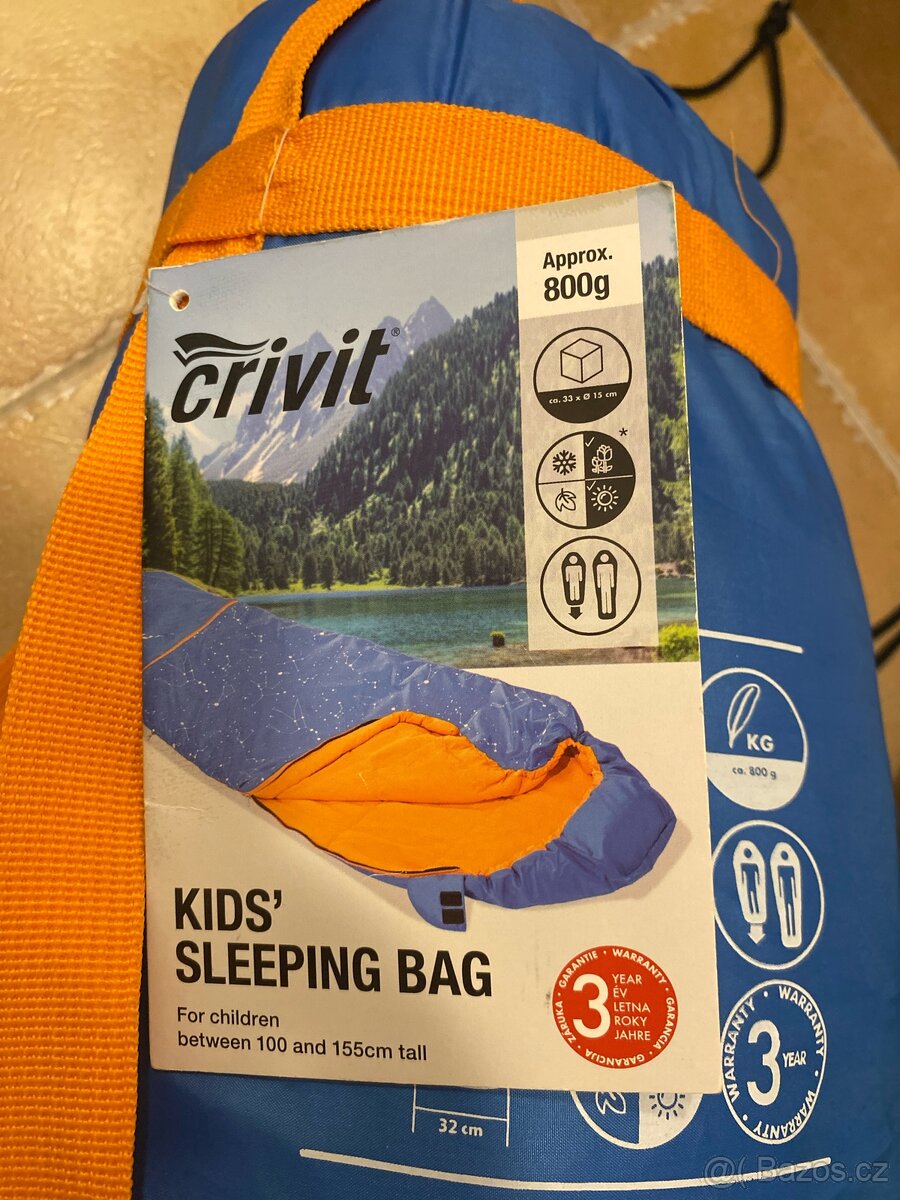 Approx.
800g
crivit®
ca. 33 x Ø 15 cm
*
KG
ca. 800 g
KIDS'
SLEEPING BAG
For children
between 100 and 155cm tall
GARANTIE • WARRANTY • GARANCIA • GARANCIJA • ZÁRUKA •
3
YEAR
ÉV
LETNA
ROKY
JAHRE
WARRANTY • WARRANTY • WARRANTY •
3 YEAR
32 cm
@(.Bazos.cz